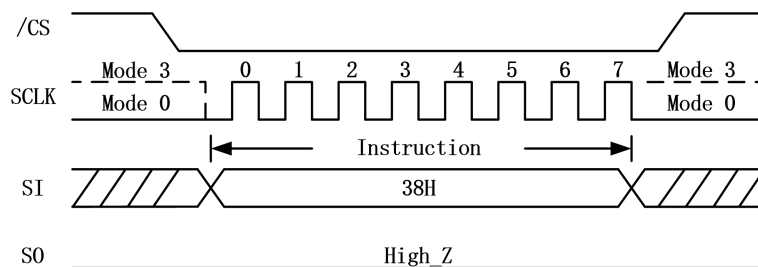 /CS
Mode 3 0 1 2 3 4 5 6 7 Mode 3
SCLK
Mode 0 Mode 0
Instruction
SI 38H
SO High_Z